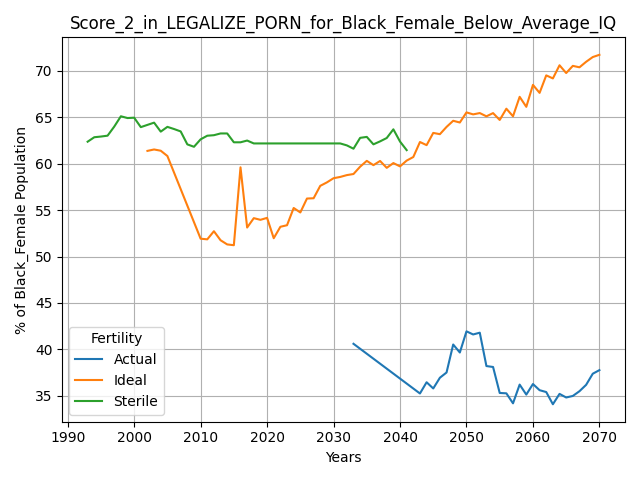 Score_2_in_LEGALIZE_PORN_for_Black_Female_Below_Average_IQ
% of Black_Female Population
70
65
60
55
50
45
40
35
Fertility
Actual
Ideal
Sterile
1990 2000 2010 2020 2030 2040 2050 2060 2070
Years